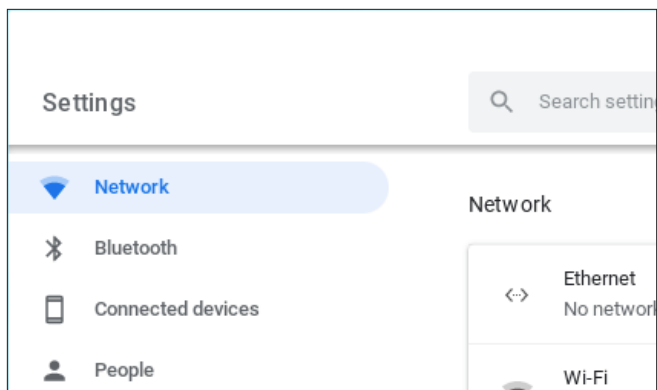 Settings
Search settin
Network
Bluetooth
Connected devices
People
Network
Ethernet
No network
Wi-Fi